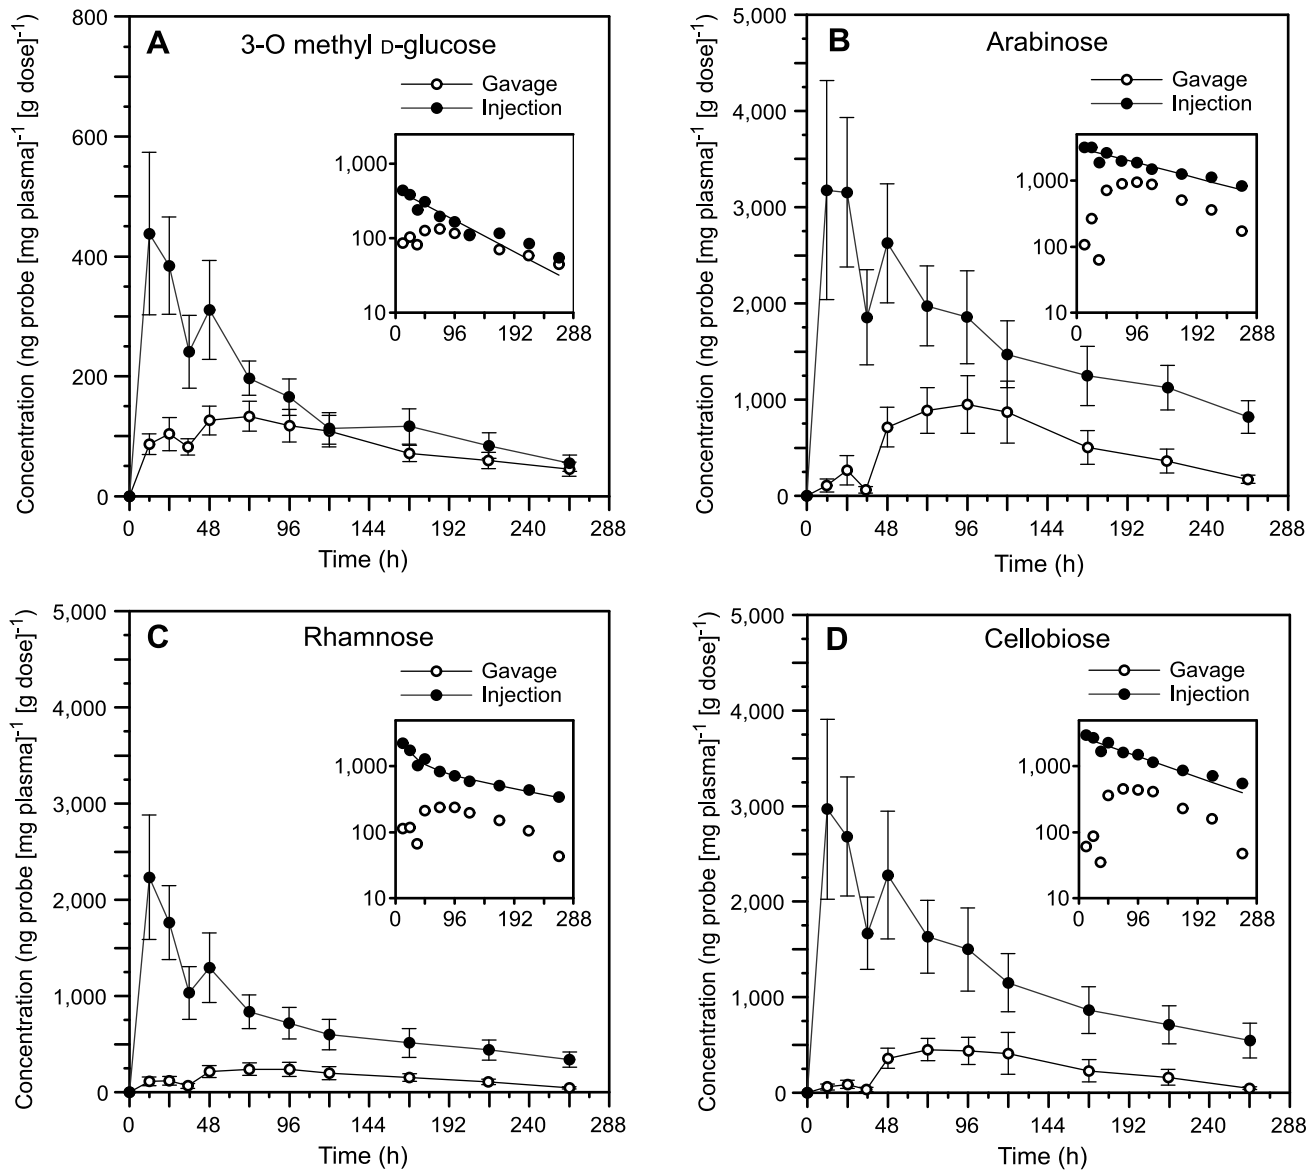 A
3-O methyl D-glucose
Gavage
Injection
Concentration (ng probe [mg plasma]⁻¹ [g dose]⁻¹)
800
600
400
200
0
1,000
100
10
0 96 192 288
0 48 96 144 192 240 288
Time (h)
B
Arabinose
Gavage
Injection
Concentration (ng probe [mg plasma]⁻¹ [g dose]⁻¹)
5,000
4,000
3,000
2,000
1,000
0
1,000
100
10
0 96 192 288
0 48 96 144 192 240 288
Time (h)
C
Rhamnose
Gavage
Injection
Concentration (ng probe [mg plasma]⁻¹ [g dose]⁻¹)
5,000
4,000
3,000
2,000
1,000
0
1,000
100
10
0 96 192 288
0 48 96 144 192 240 288
Time (h)
D
Cellobiose
Gavage
Injection
Concentration (ng probe [mg plasma]⁻¹ [g dose]⁻¹)
5,000
4,000
3,000
2,000
1,000
0
1,000
100
10
0 96 192 288
0 48 96 144 192 240 288
Time (h)